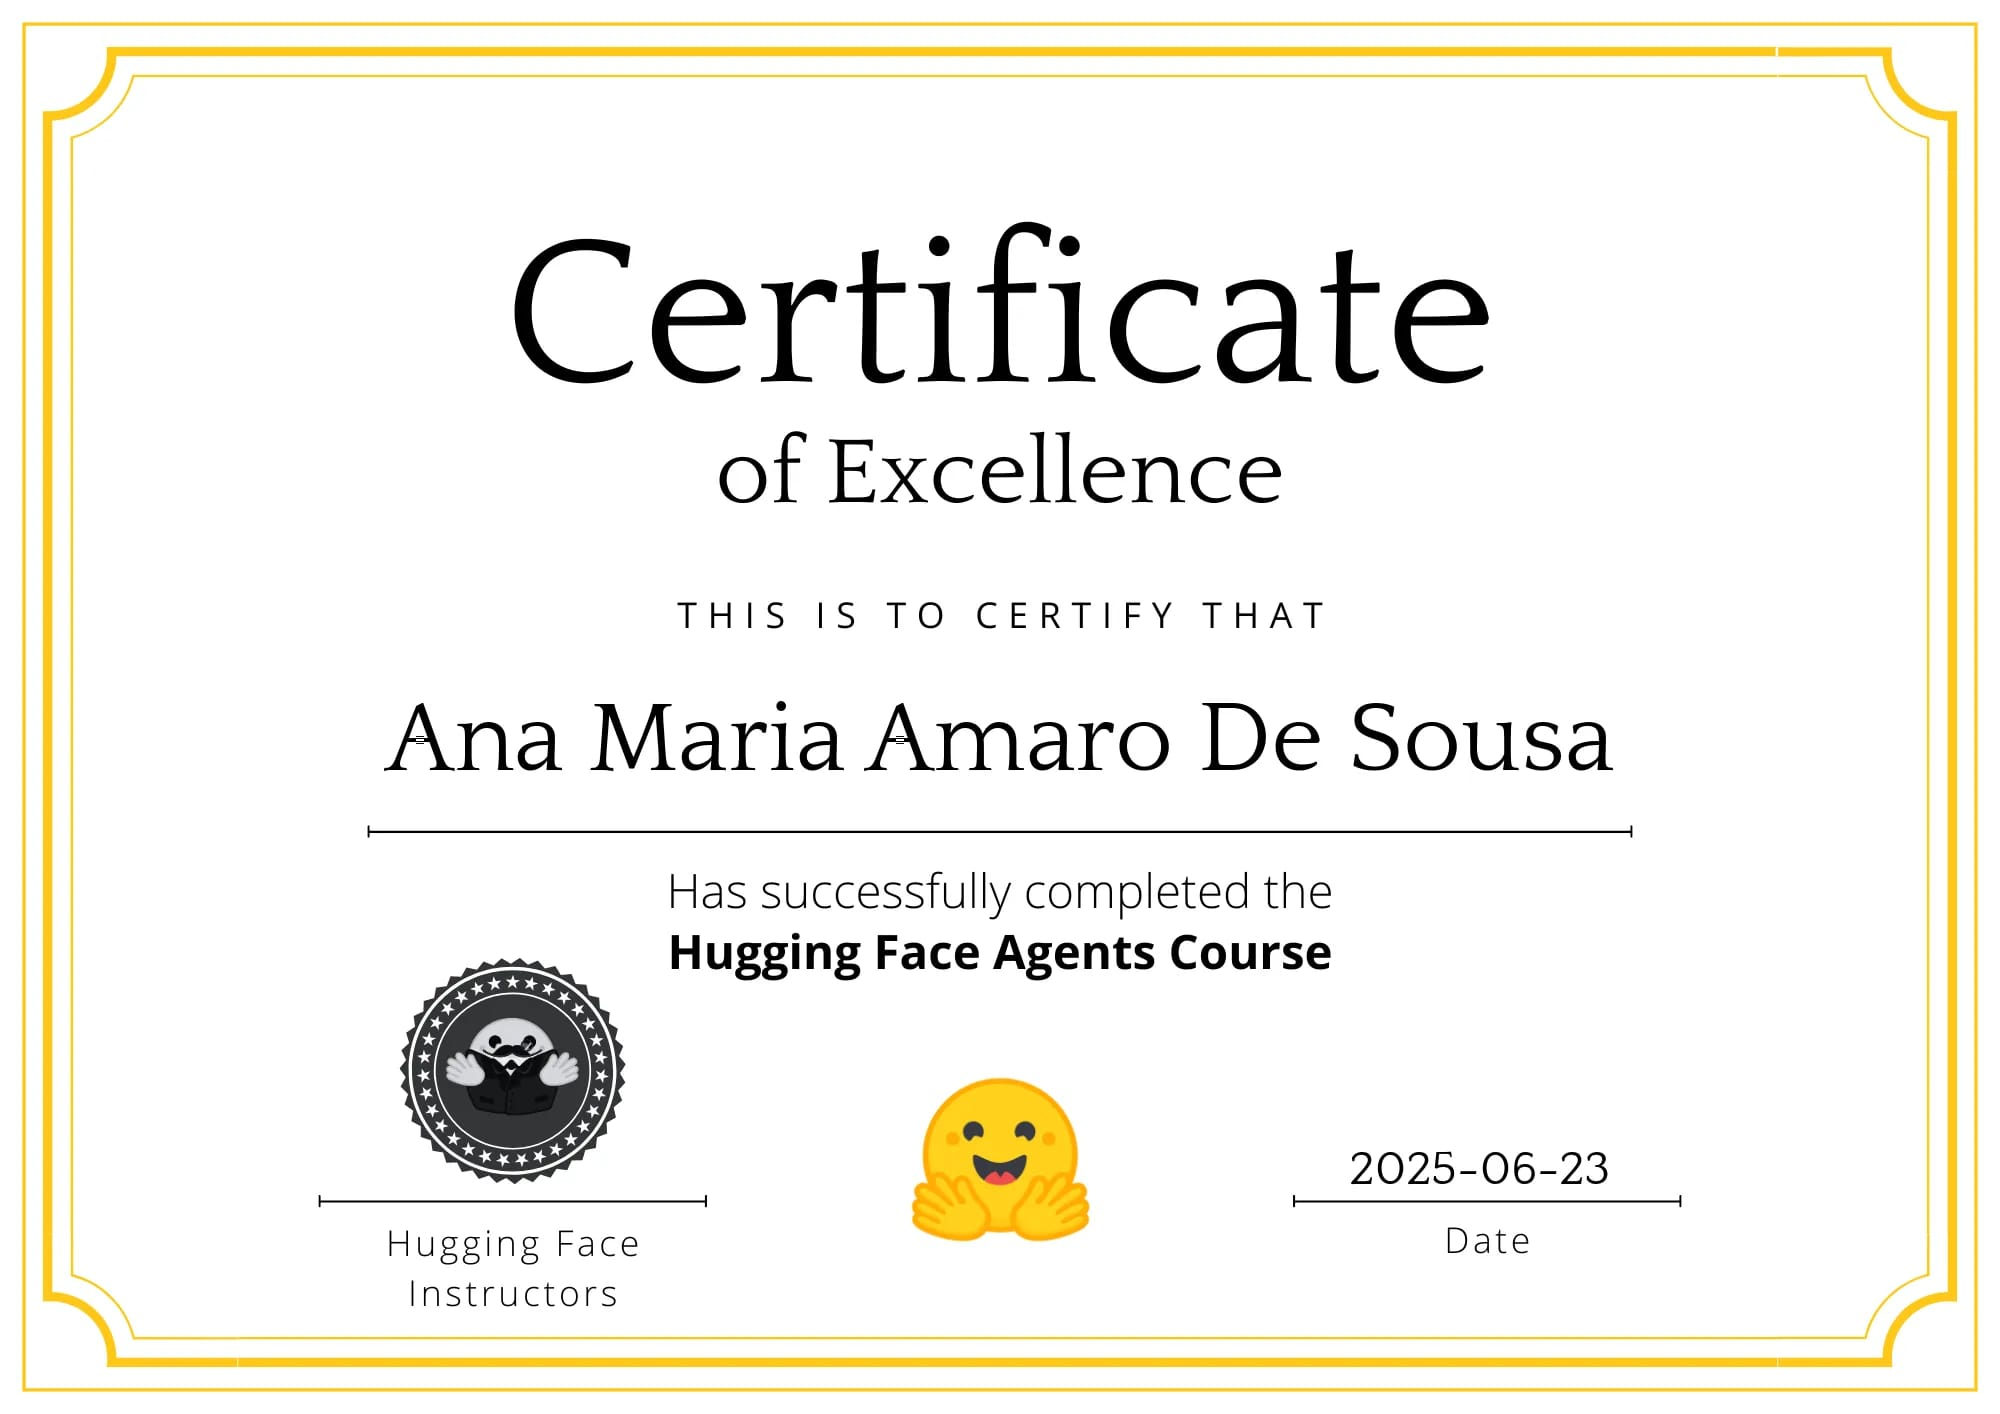 Certificate
of Excellence
THIS IS TO CERTIFY THAT
Ana Maria Amaro De Sousa
Has successfully completed the
Hugging Face Agents Course
2025-06-23
Hugging Face
Instructors
Date